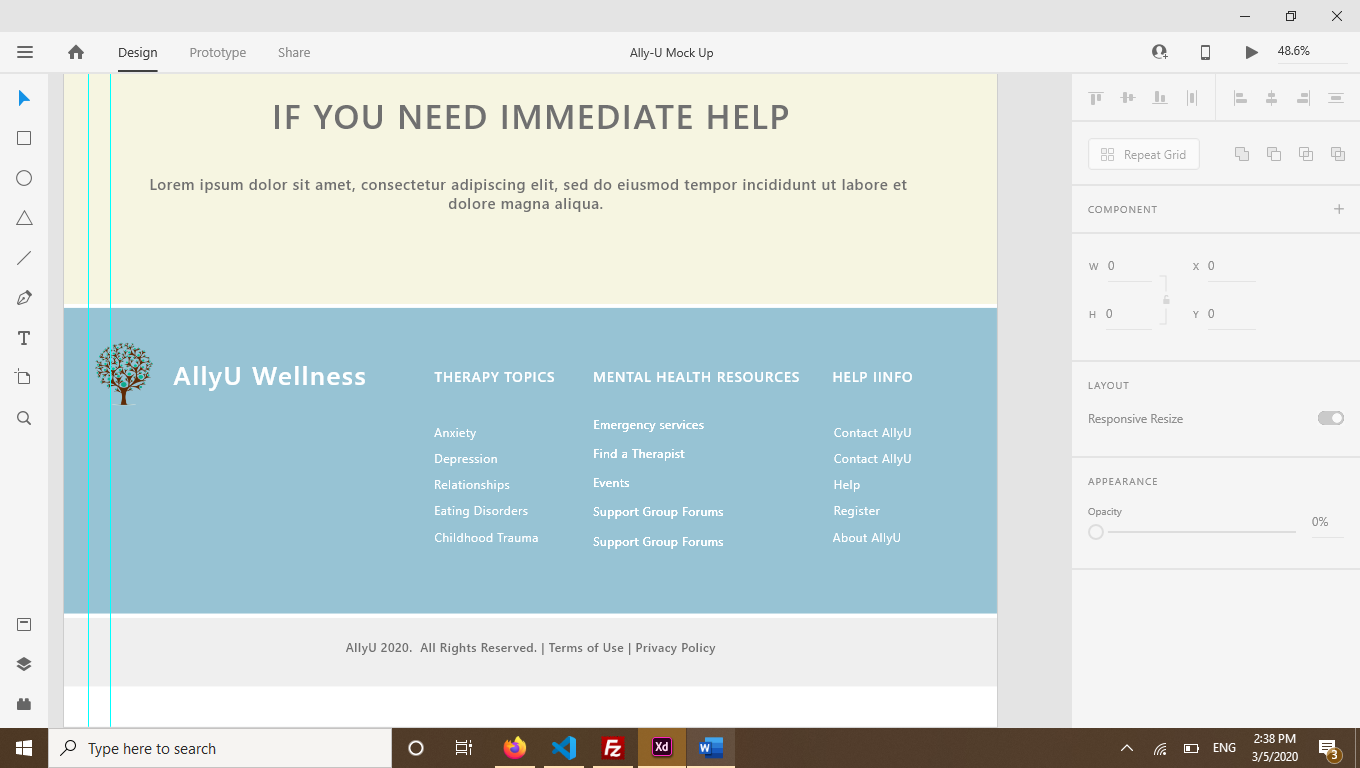 Design Prototype Share Ally-U Mock Up 48.6%
IF YOU NEED IMMEDIATE HELP
Lorem ipsum dolor sit amet, consectetur adipiscing elit, sed do eiusmod tempor incididunt ut labore et
dolore magna aliqua.
AllyU Wellness
THERAPY TOPICS
Anxiety
Depression
Relationships
Eating Disorders
Childhood Trauma
MENTAL HEALTH RESOURCES
Emergency services
Find a Therapist
Events
Support Group Forums
Support Group Forums
HELP IINFO
Contact AllyU
Contact AllyU
Help
Register
About AllyU
AllyU 2020.  All Rights Reserved. | Terms of Use | Privacy Policy
Repeat Grid
COMPONENT
W 0 X 0
H 0 Y 0
LAYOUT
Responsive Resize
APPEARANCE
Opacity
0%
Type here to search
Fz
Xd
W
ENG
2:38 PM
3/5/2020
3